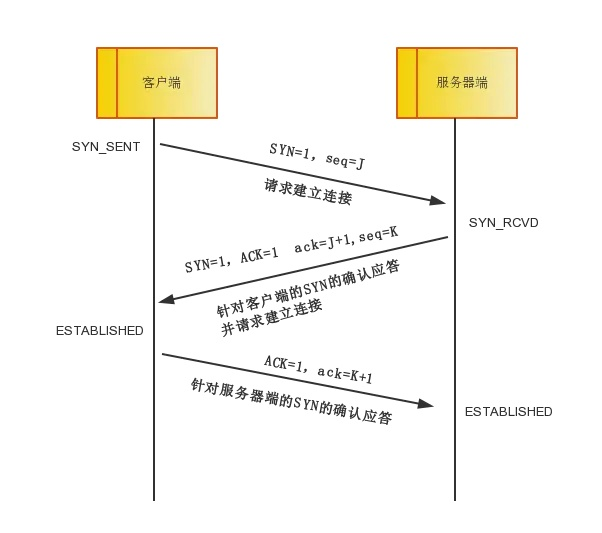 客户端
服务器端
SYN_SENT
SYN=1, seq=J
请求建立连接
SYN_RCVD
SYN=1, ACK=1 ack=J+1,seq=K
针对客户端的SYN的确认应答
并请求建立连接
ESTABLISHED
ACK=1, ack=K+1
针对服务器端的SYN的确认应答
ESTABLISHED